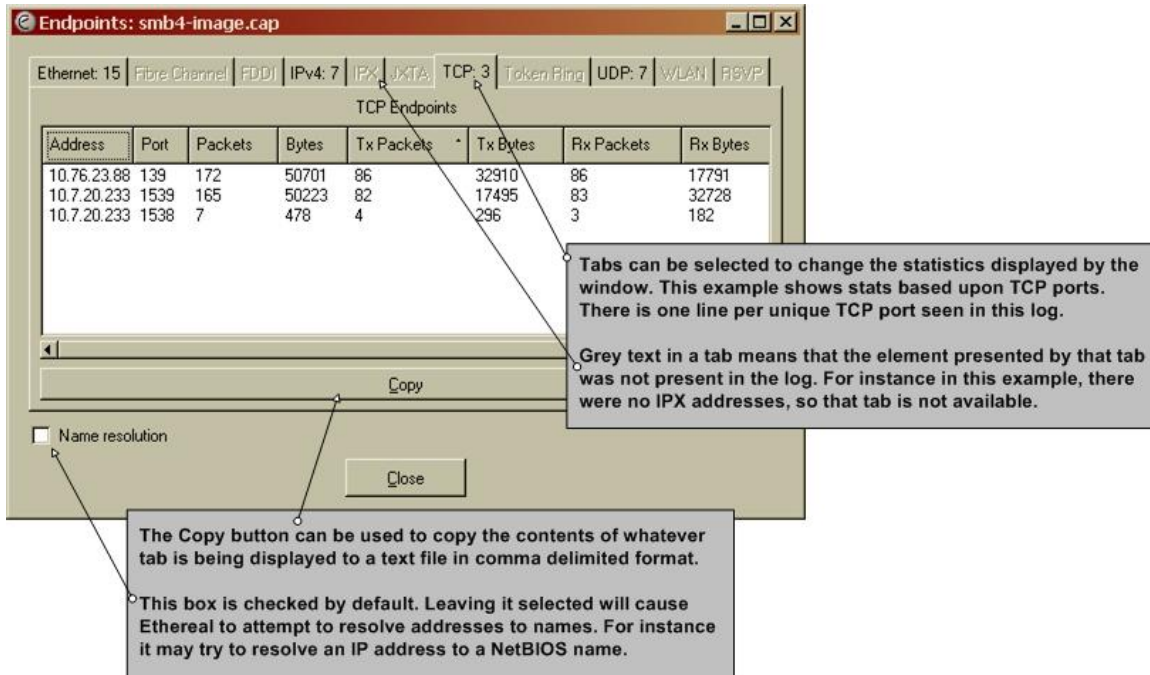 Endpoints: smb4-image.cap
Ethernet: 15 Fibre Channel FDDI IPv4: 7 IPX JXTA TCP: 3 Token Ring UDP: 7 WLAN RSVP
TCP Endpoints
Address Port Packets Bytes Tx Packets Tx Bytes Rx Packets Rx Bytes
10.76.23.88 139 172 50701 86 32910 86 17791
10.7.20.233 1539 165 50223 82 17495 83 32728
10.7.20.233 1538 7 478 4 296 3 182
Tabs can be selected to change the statistics displayed by the
window. This example shows stats based upon TCP ports.
There is one line per unique TCP port seen in this log.
Grey text in a tab means that the element presented by that tab
was not present in the log. For instance in this example, there
were no IPX addresses, so that tab is not available.
Copy
Name resolution
Close
The Copy button can be used to copy the contents of whatever
tab is being displayed to a text file in comma delimited format.
This box is checked by default. Leaving it selected will cause
Ethereal to attempt to resolve addresses to names. For instance
it may try to resolve an IP address to a NetBIOS name.